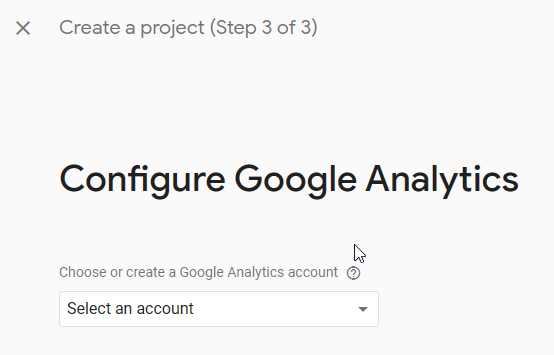 Create a project (Step 3 of 3)
Configure Google Analytics
Choose or create a Google Analytics account
Select an account